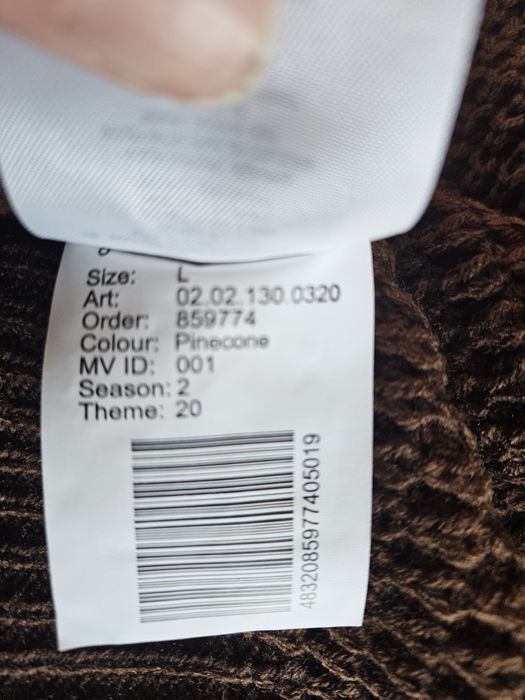 Size: L
Art: 02.02.130.0320
Order: 859774
Colour: Pinecone
MV ID: 001
Season: 2
Theme: 20
4832085977405019